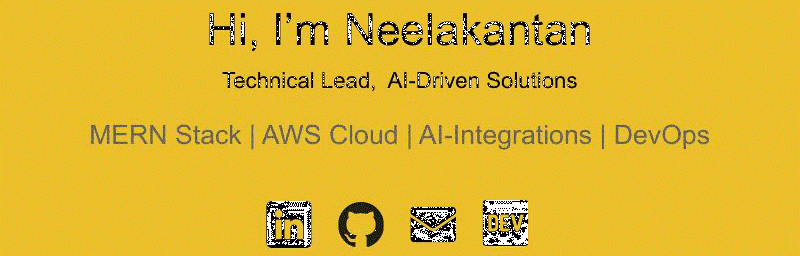 Hi, I'm Neelakantan
Technical Lead,  AI-Driven Solutions
MERN Stack | AWS Cloud | AI-Integrations | DevOps
in DEV